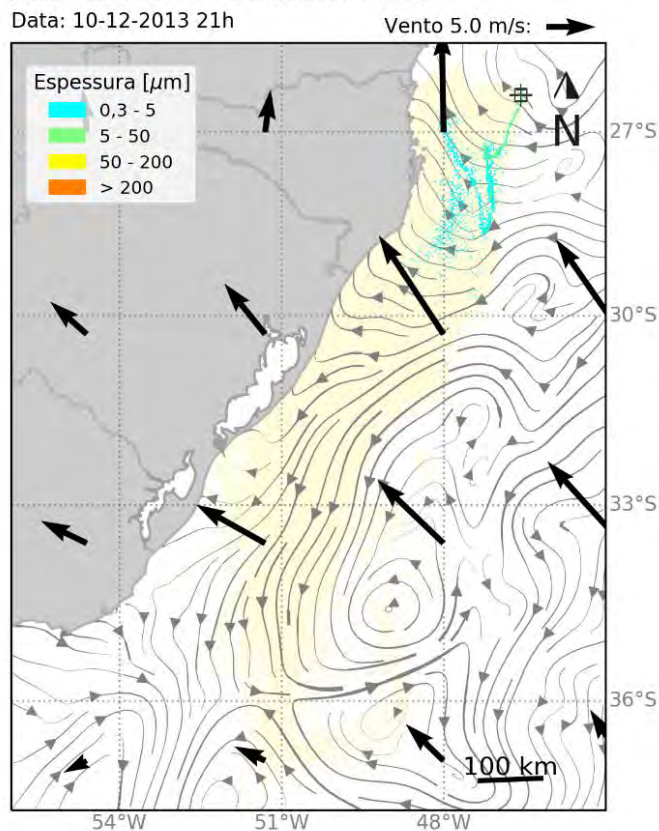 Data: 10-12-2013 21h
Vento 5.0 m/s:
Espessura [μm]
0,3 - 5
5 - 50
50 - 200
> 200
N
27°S
30°S
33°S
36°S
100 km
54°W
51°W
48°W